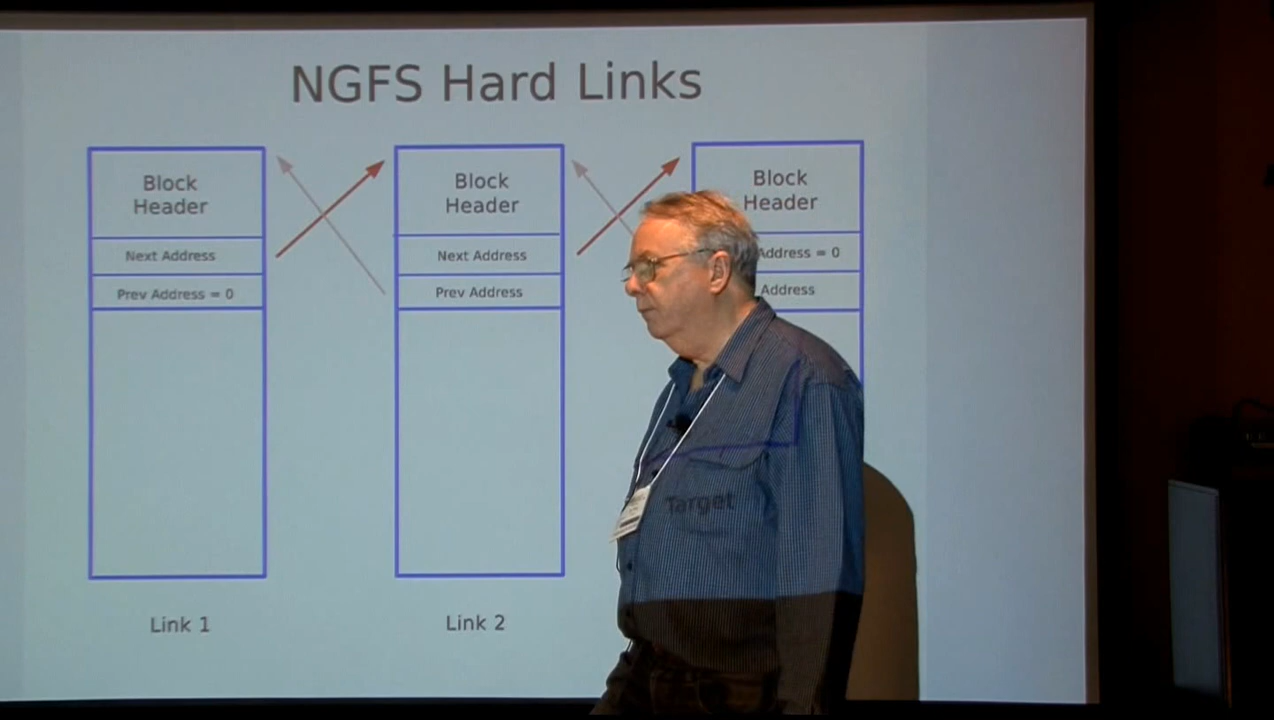 NGFS Hard Links
Block
Header
Next Address
Prev Address = 0
Link 1
Block
Header
Next Address
Prev Address
Link 2
Block
Header
Address = 0
Address
Target